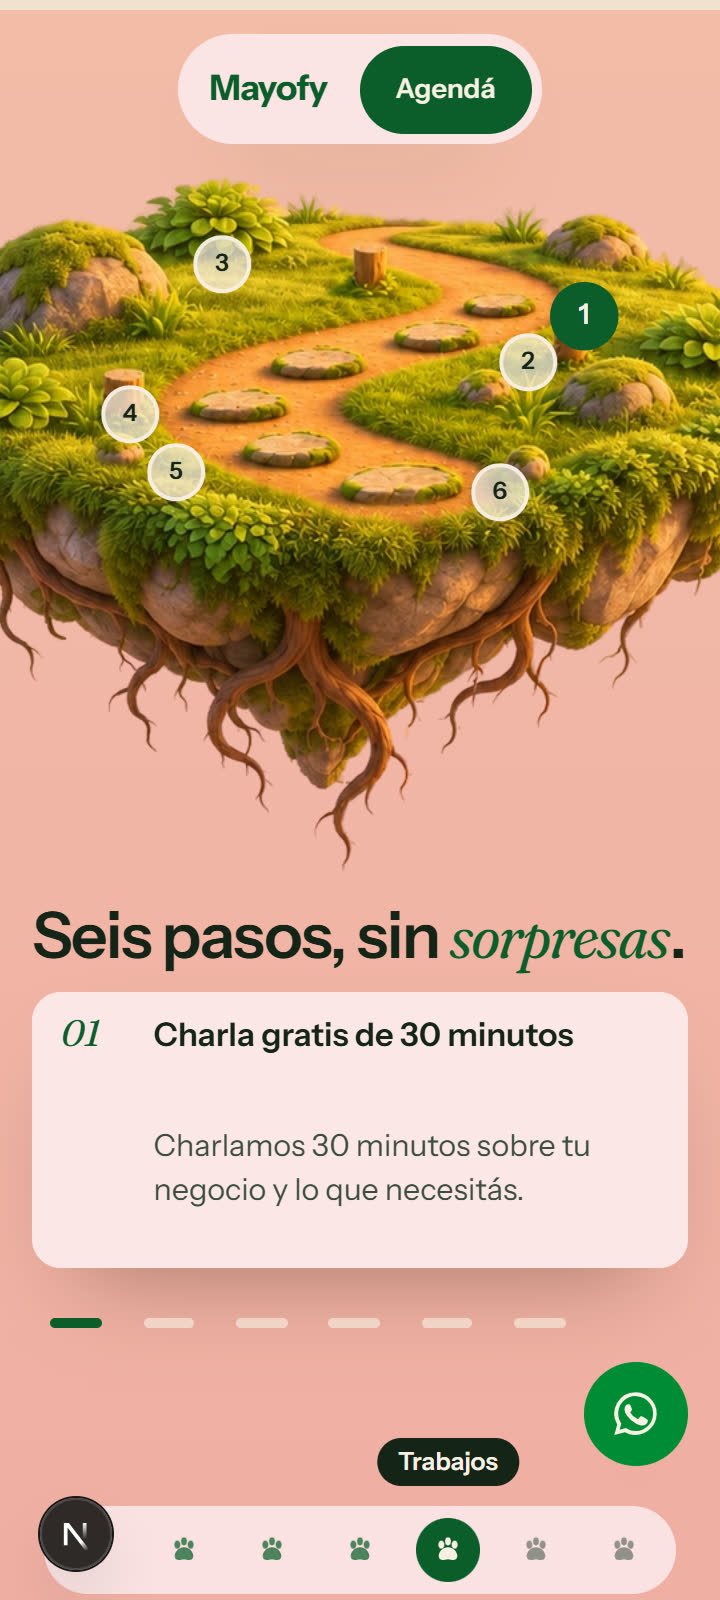 Mayofy
Agendá
3
1
2
4
5
6
Seis pasos, sin sorpresas.
01
Charla gratis de 30 minutos
Charlamos 30 minutos sobre tu
negocio y lo que necesitás.
Trabajos
N